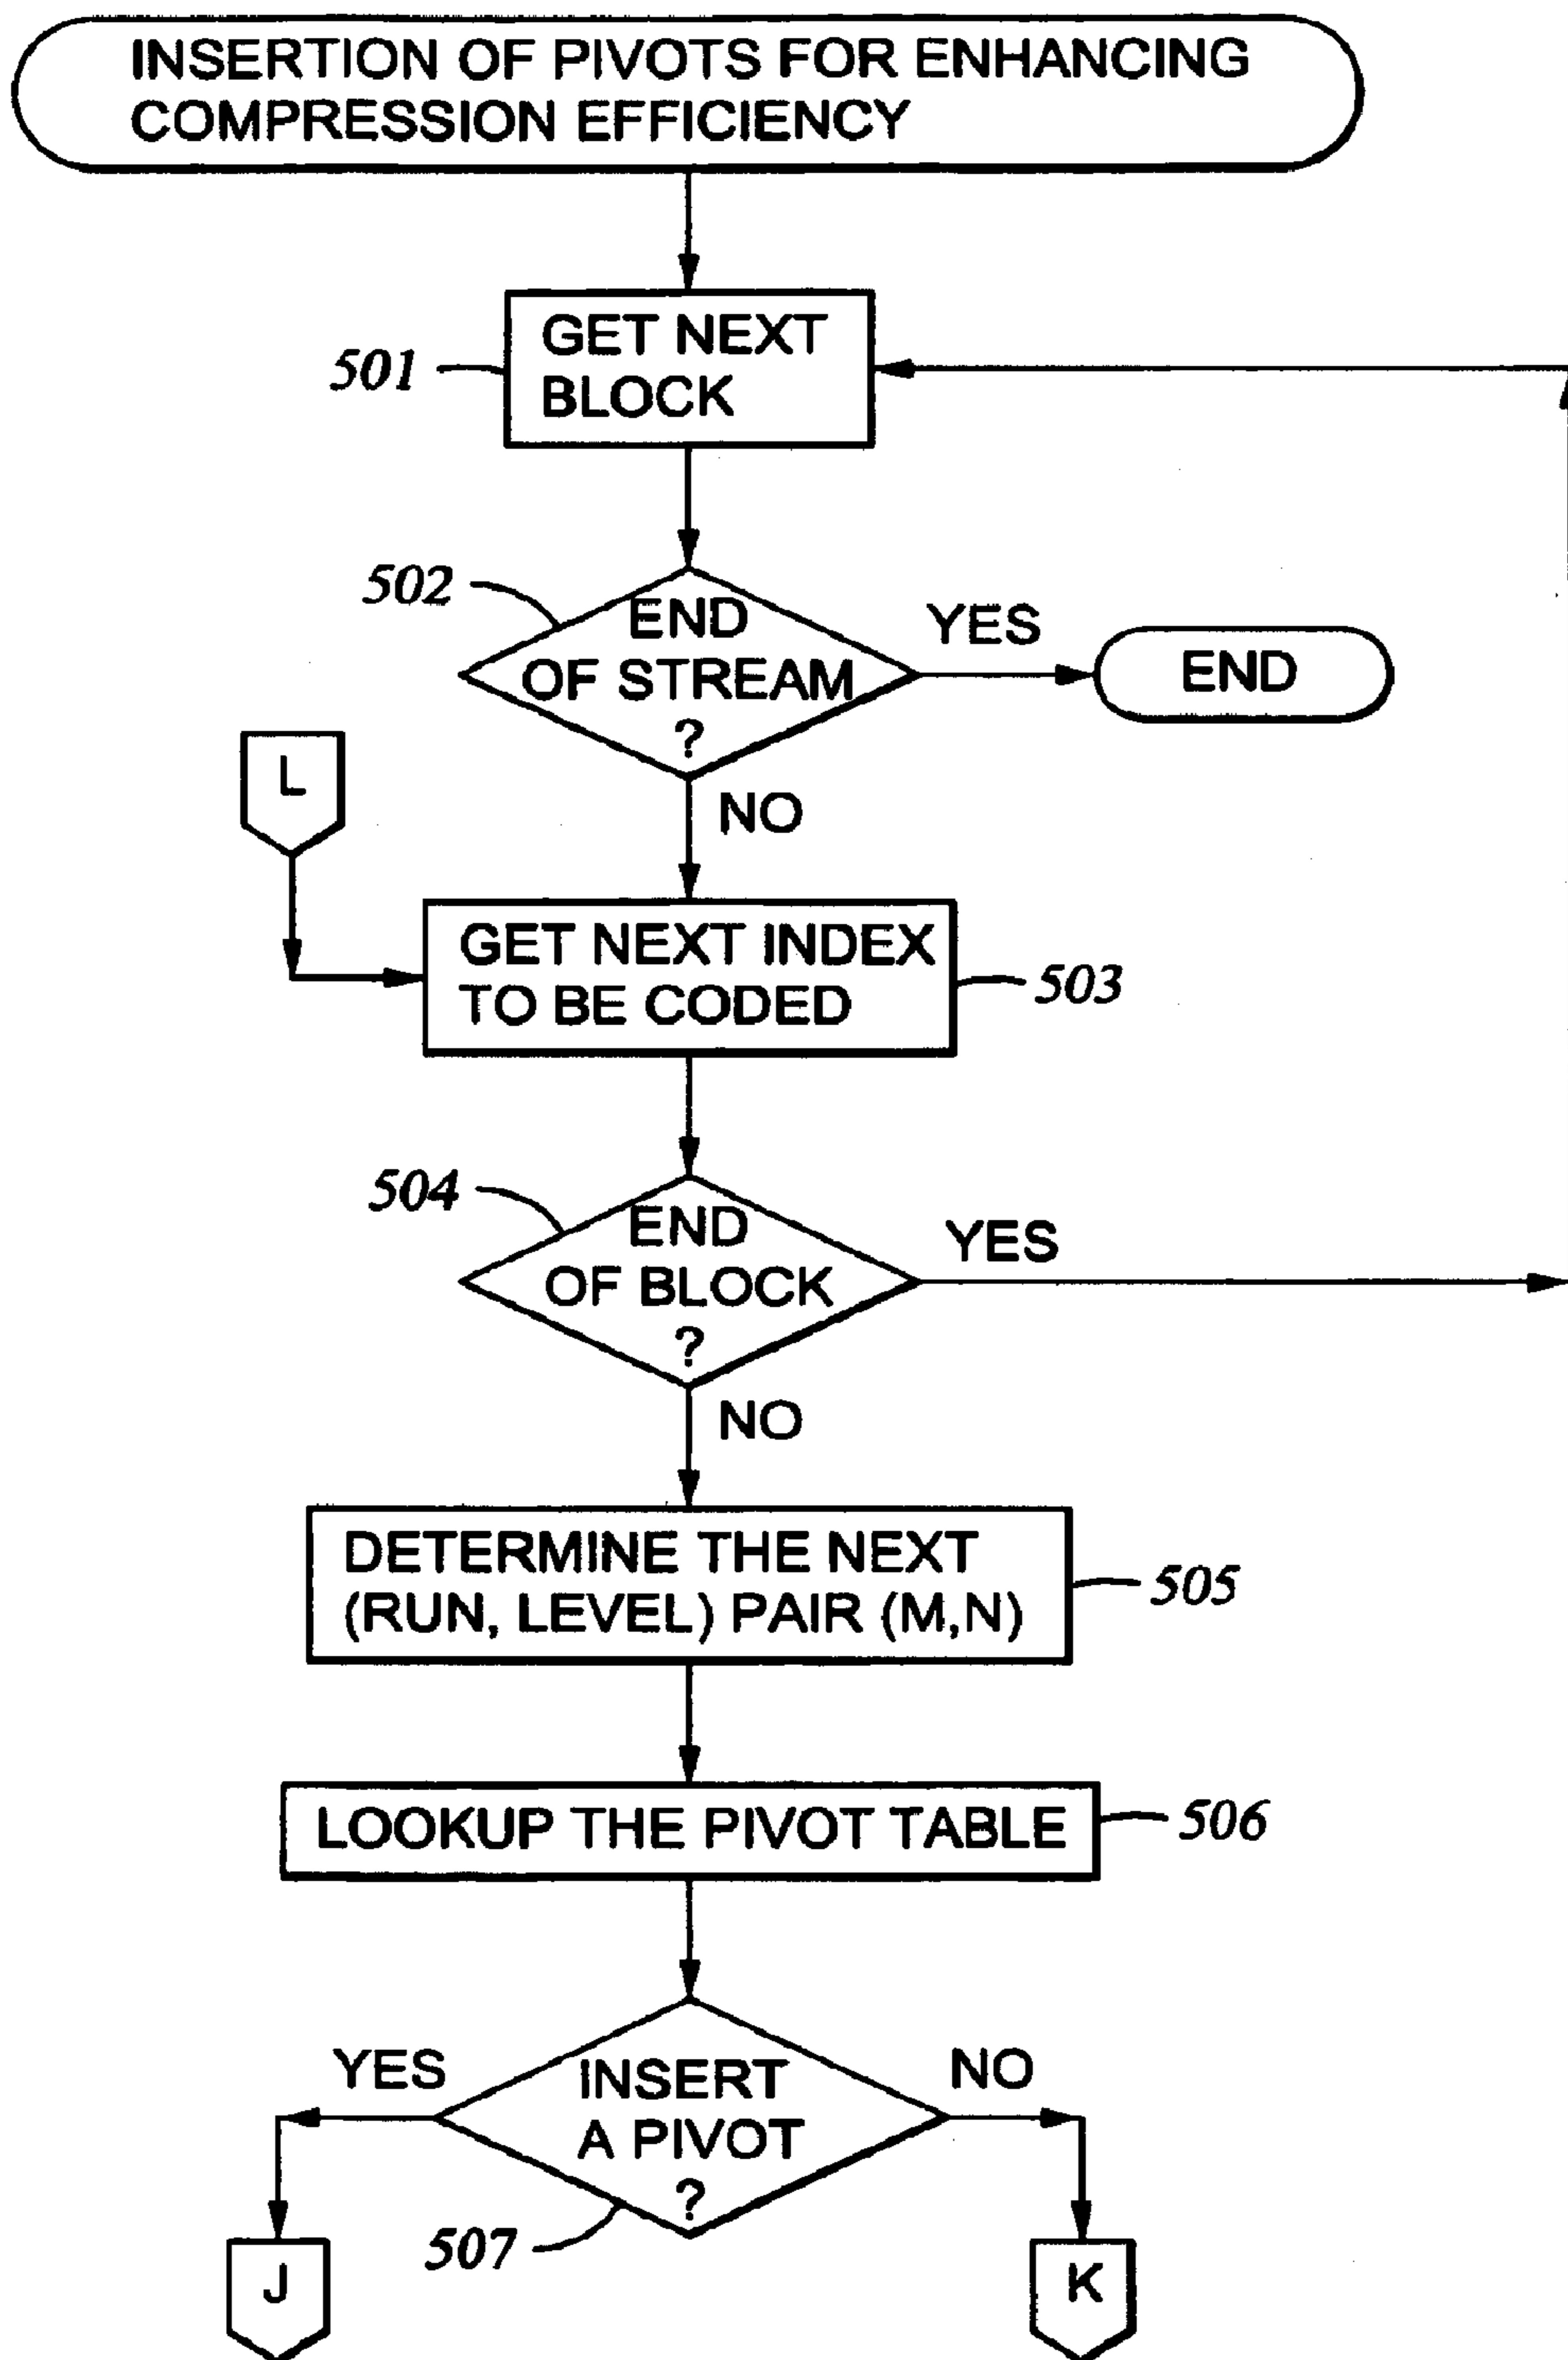 INSERTION OF PIVOTS FOR ENHANCING
COMPRESSION EFFICIENCY
GET NEXT
BLOCK
501
502
END
OF STREAM
?
YES
END
L
NO
GET NEXT INDEX
TO BE CODED
503
504
END
OF BLOCK
?
YES
NO
DETERMINE THE NEXT
(RUN, LEVEL) PAIR (M,N)
505
LOOKUP THE PIVOT TABLE
506
YES
INSERT
A PIVOT
?
NO
507
J
K